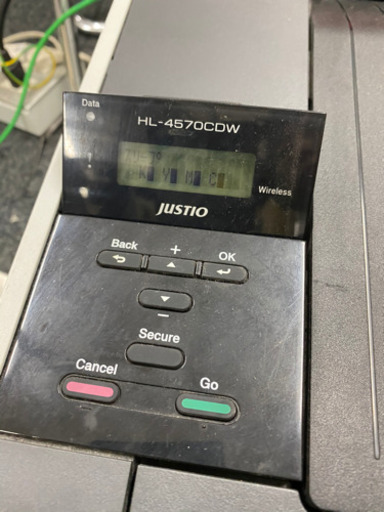 Data
HL-4570CDW
Wireless
JUSTIO
Back
+
OK
−
Secure
Cancel
Go